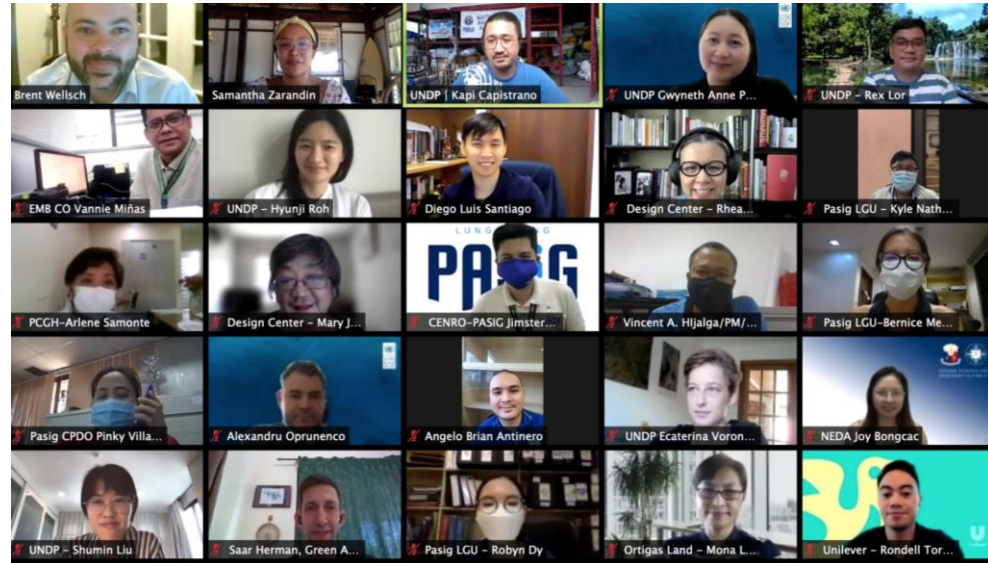 Brent Wellsch
Samantha Zarandin
UNDP | Kapi Capistrano
UNDP Gwyneth Anne P...
UNDP – Rex Lor
EMB CO Vannie Miñas
UNDP – Hyunji Roh
Diego Luis Santiago
Design Center – Rhea...
Pasig LGU – Kyle Nath...
PCGH-Arlene Samonte
Design Center – Mary J...
LUNG
NG
PASIG
CENRO-PASIG Jimster...
Vincent A. HIjalga/PM/...
Pasig LGU-Bernice Me...
Pasig CPDO Pinky Villa...
Alexandru Oprunenco
Angelo Brian Antinero
UNDP Ecaterina Voron...
NEDA Joy Bongcac
UNDP – Shumin Liu
Saar Herman, Green A...
Pasig LGU – Robyn Dy
Ortigas Land – Mona L...
Unilever – Rondell Tor...